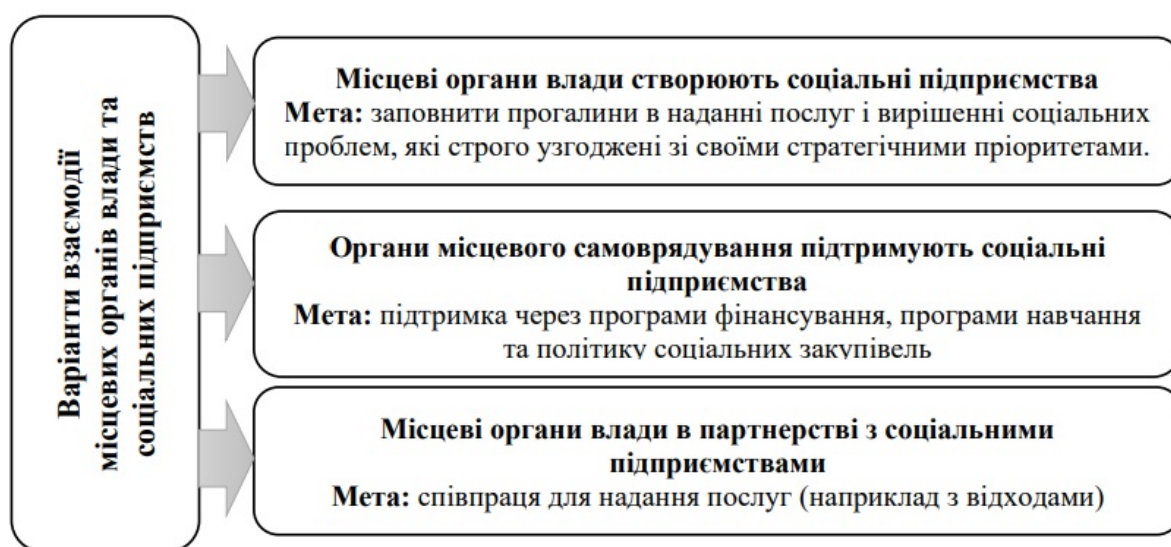 Варіанти взаємодії
місцевих органів влади та
соціальних підприємств
Місцеві органи влади створюють соціальні підприємства
Мета: заповнити прогалини в наданні послуг і вирішенні соціальних
проблем, які строго узгоджені зі своїми стратегічними пріоритетами.
Органи місцевого самоврядування підтримують соціальні
підприємства
Мета: підтримка через програми фінансування, програми навчання
та політику соціальних закупівель
Місцеві органи влади в партнерстві з соціальними
підприємствами
Мета: співпраця для надання послуг (наприклад з відходами)